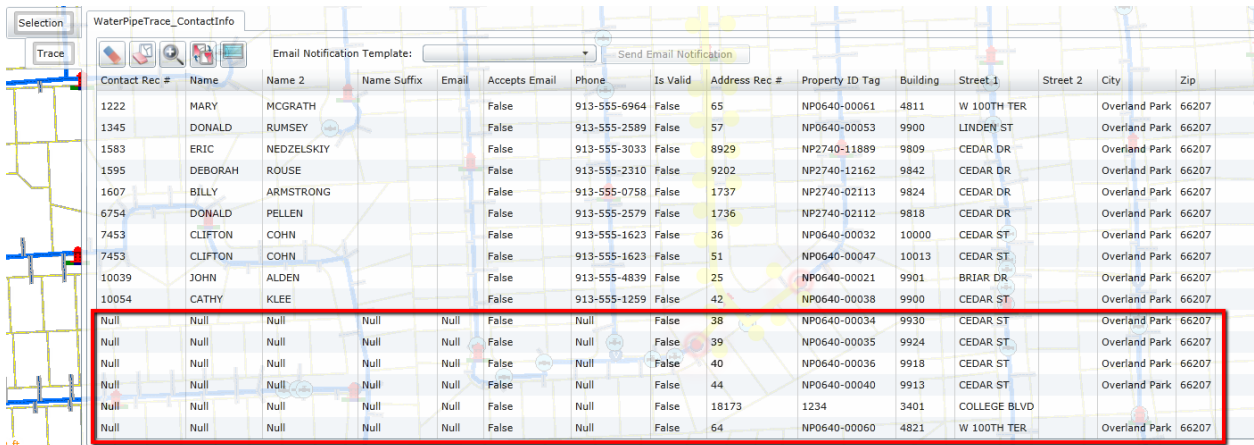 Selection WaterPipeTrace_ContactInfo
Trace Email Notification Template: Send Email Notification
Contact Rec # Name Name 2 Name Suffix Email Accepts Email Phone Is Valid Address Rec # Property ID Tag Building Street 1 Street 2 City Zip
1222 MARY MCGRATH False 913-555-6964 False 65 NP0640-00061 4811 W 100TH TER Overland Park 66207
1345 DONALD RUMSEY False 913-555-2589 False 57 NP0640-00053 9900 LINDEN ST Overland Park 66207
1583 ERIC NEDZELSKIY False 913-555-3033 False 8929 NP2740-11889 9809 CEDAR DR Overland Park 66207
1595 DEBORAH ROUSE False 913-555-2310 False 9202 NP2740-12162 9842 CEDAR DR Overland Park 66207
1607 BILLY ARMSTRONG False 913-555-0758 False 1737 NP2740-02113 9824 CEDAR DR Overland Park 66207
6754 DONALD PELLEN False 913-555-2579 False 1736 NP2740-02112 9818 CEDAR DR Overland Park 66207
7453 CLIFTON COHN False 913-555-1623 False 36 NP0640-00032 10000 CEDAR ST Overland Park 66207
7453 CLIFTON COHN False 913-555-1623 False 51 NP0640-00047 10013 CEDAR ST Overland Park 66207
10039 JOHN ALDEN False 913-555-4839 False 25 NP0640-00021 9901 BRIAR DR Overland Park 66207
10054 CATHY KLEE False 913-555-1259 False 42 NP0640-00038 9900 CEDAR ST Overland Park 66207
Null Null Null Null Null False Null False 38 NP0640-00034 9930 CEDAR ST Overland Park 66207
Null Null Null Null Null False Null False 39 NP0640-00035 9924 CEDAR ST Overland Park 66207
Null Null Null Null Null False Null False 40 NP0640-00036 9918 CEDAR ST Overland Park 66207
Null Null Null Null Null False Null False 44 NP0640-00040 9913 CEDAR ST Overland Park 66207
Null Null Null Null Null False Null False 18173 1234 3401 COLLEGE BLVD
Null Null Null Null Null False Null False 64 NP0640-00060 4821 W 100TH TER Overland Park 66207